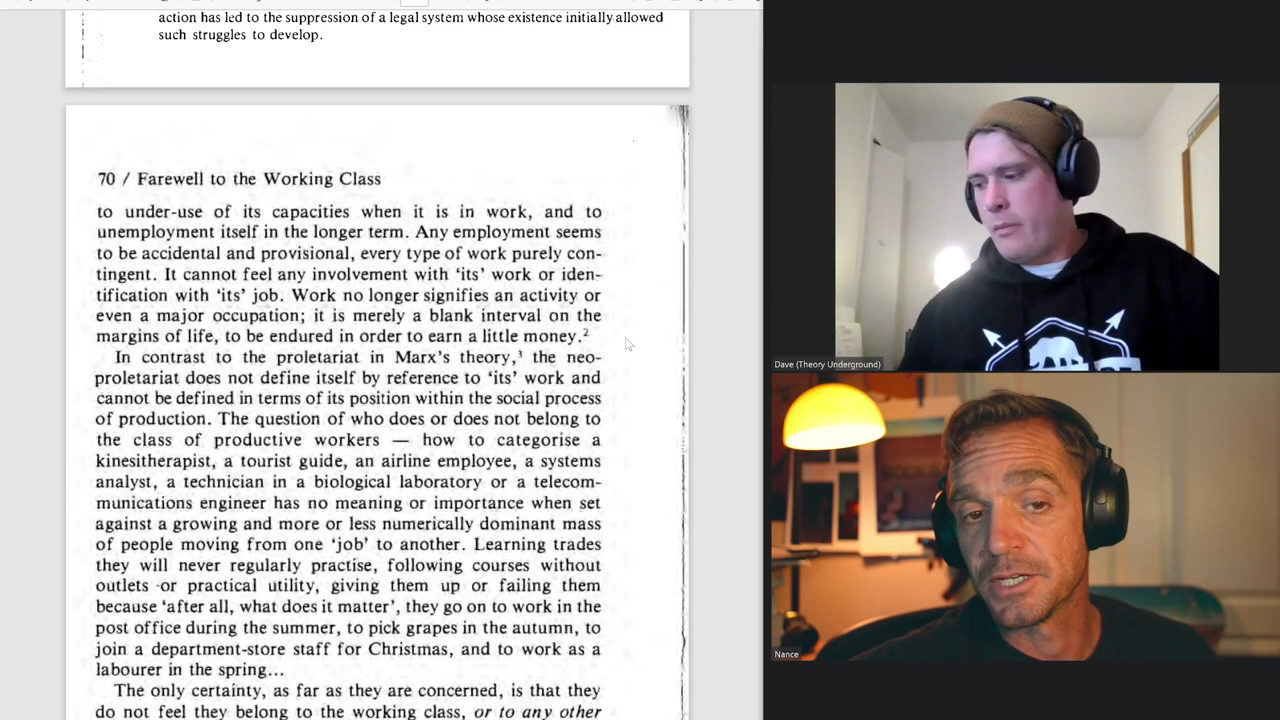 action has led to the suppression of a legal system whose existence initially allowed
such struggles to develop.
70 / Farewell to the Working Class
to under-use of its capacities when it is in work, and to
unemployment itself in the longer term. Any employment seems
to be accidental and provisional, every type of work purely con-
tingent. It cannot feel any involvement with ‘its’ work or iden-
tification with ‘its’ job. Work no longer signifies an activity or
even a major occupation; it is merely a blank interval on the
margins of life, to be endured in order to earn a little money.²
In contrast to the proletariat in Marx's theory,³ the neo-
proletariat does not define itself by reference to ‘its’ work and
cannot be defined in terms of its position within the social process
of production. The question of who does or does not belong to
the class of productive workers — how to categorise a
kinesitherapist, a tourist guide, an airline employee, a systems
analyst, a technician in a biological laboratory or a telecom-
munications engineer has no meaning or importance when set
against a growing and more or less numerically dominant mass
of people moving from one ‘job’ to another. Learning trades
they will never regularly practise, following courses without
outlets or practical utility, giving them up or failing them
because ‘after all, what does it matter’, they go on to work in the
post office during the summer, to pick grapes in the autumn, to
join a department-store staff for Christmas, and to work as a
labourer in the spring...
The only certainty, as far as they are concerned, is that they
do not feel they belong to the working class, or to any other
Dave (Theory Underground)
Nance